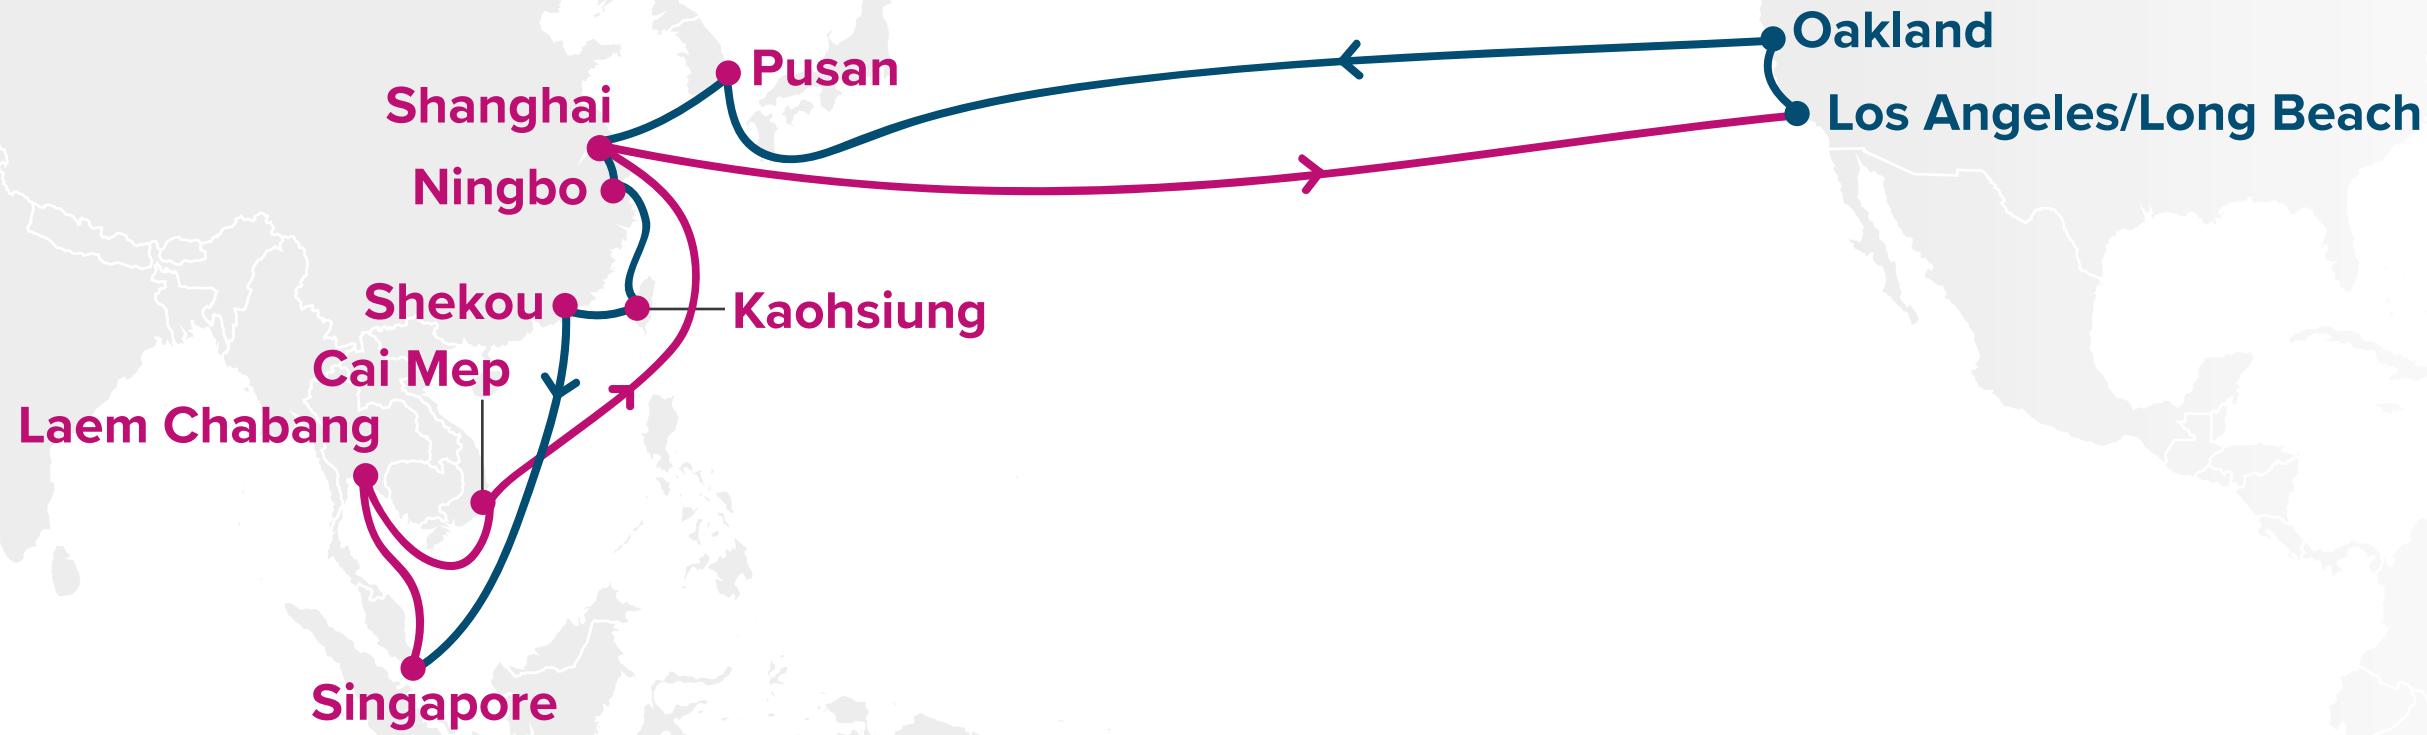 Oakland
Pusan
Shanghai
Los Angeles/Long Beach
Ningbo
Shekou
Kaohsiung
Cai Mep
Laem Chabang
Singapore